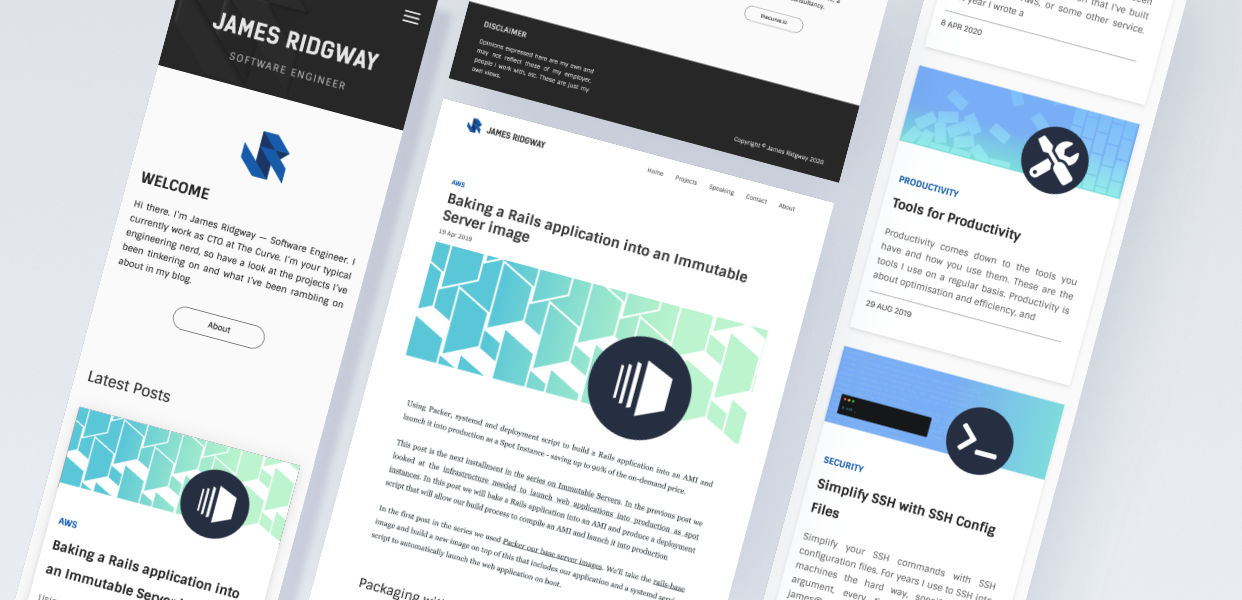 JAMES RIDGWAY
SOFTWARE ENGINEER
WELCOME
Hi there. I'm James Ridgway — Software Engineer. I
currently work as CTO at The Curve. I'm your typical
engineering nerd, so have a look at the projects I've
been tinkering on and what I've been rambling on
about in my blog.
About
Latest Posts
AWS
Baking a Rails application into
an Immutable Server
thecurve.io
DISCLAIMER
Opinions expressed here are my own and
may not reflect these of my employer,
people I work with, etc. These are just my
own views.
Copyright © James Ridgway 2020
JAMES RIDGWAY
Home Projects Speaking Contact About
AWS
Baking a Rails application into an Immutable
Server image
19 Apr 2019
Using Packer, systemd and deployment script to build a Rails application into an AMI and
launch it into production as a Spot Instance - saving up to 90% of the on-demand price.
This post is the next installment in the series on Immutable Servers. In the previous post we
looked at the infrastructure needed to launch web applications into production as spot
instances. In this post we will bake a Rails application into an AMI and produce a deployment
script that will allow our build process to compile an AMI and launch it into production
In the first post in the series we used Packer our base server images. We'll take the rails-base
image and build a new image on top of this that includes our application and a systemd
script to automatically launch the web application on boot.
Packaging
that I've built
AWS, or some other service.
year I wrote a
8 APR 2020
PRODUCTIVITY
Tools for Productivity
Productivity comes down to the tools you
have and how you use them. These are the
tools I use on a regular basis. Productivity is
about optimisation and efficiency, and
29 AUG 2019
SECURITY
Simplify SSH with SSH Config
Files
Simplify your SSH commands with SSH
configuration files. For years I use to SSH into
machines the hard way,
argument, every